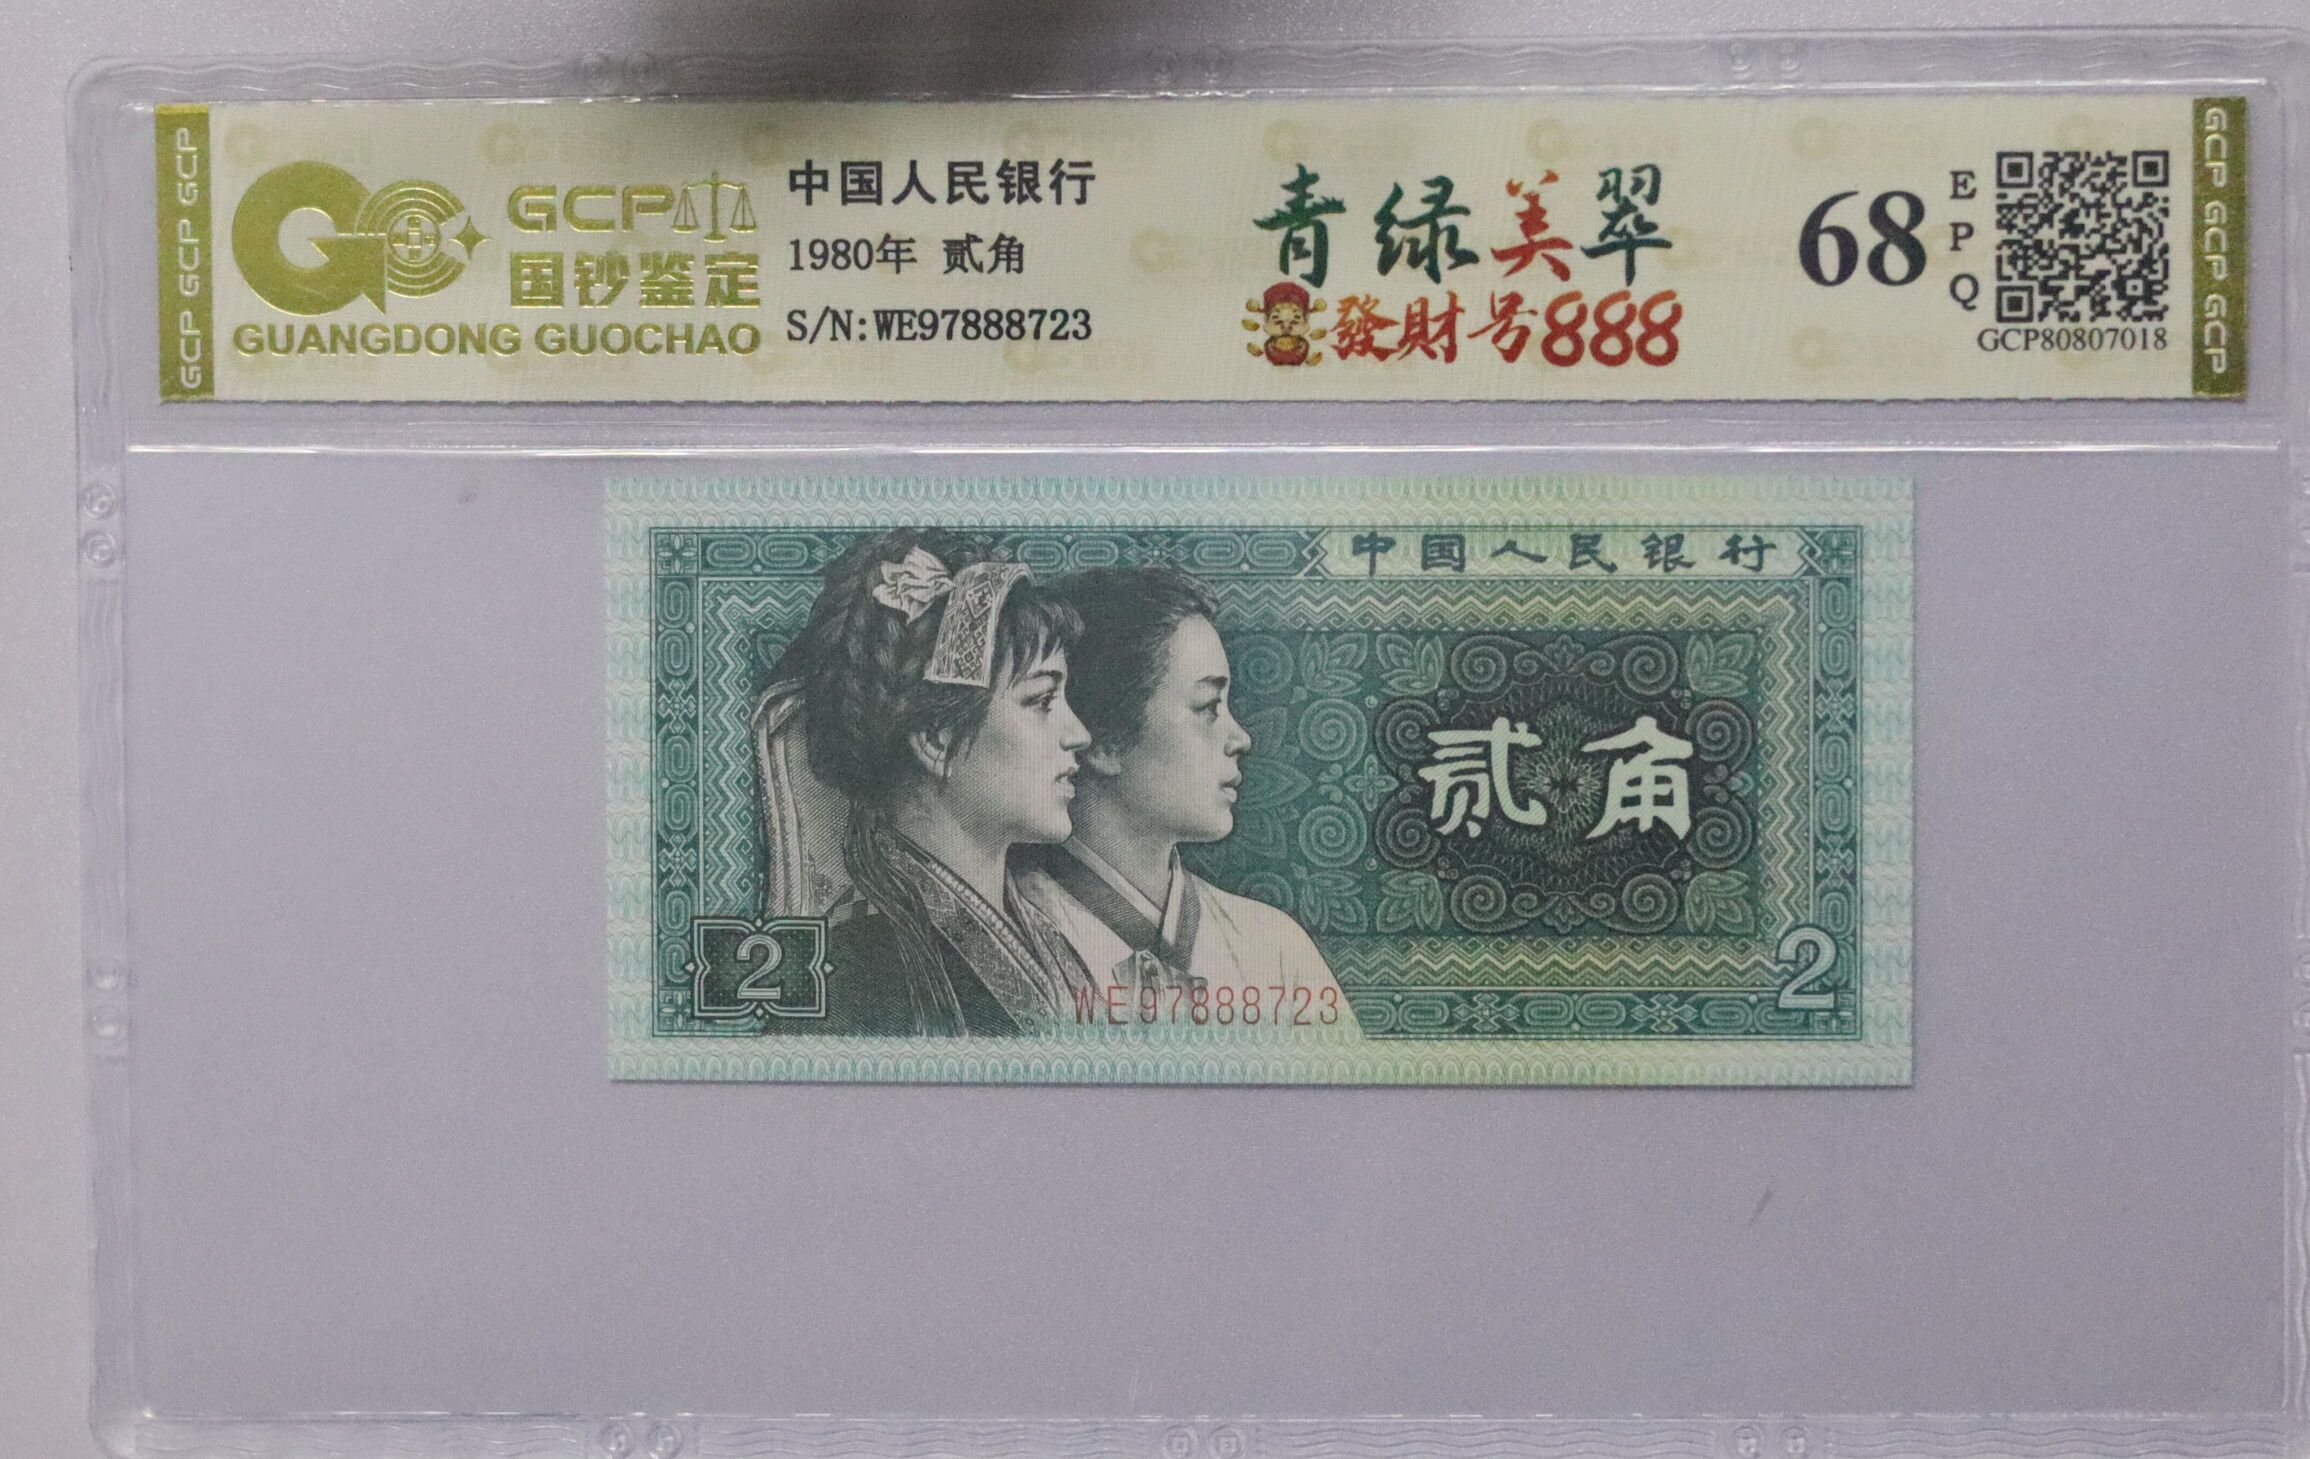 GCP GCP GCP
GCP
国钞鉴定
GUANGDONG GUOCHAO
中国人民银行
1980年 贰角
S/N:WE97888723
青绿美翠
發財号888
68
EPQ
GCP80807018
GCP GCP GCP
中国人民银行
贰角
2
2
WE97888723